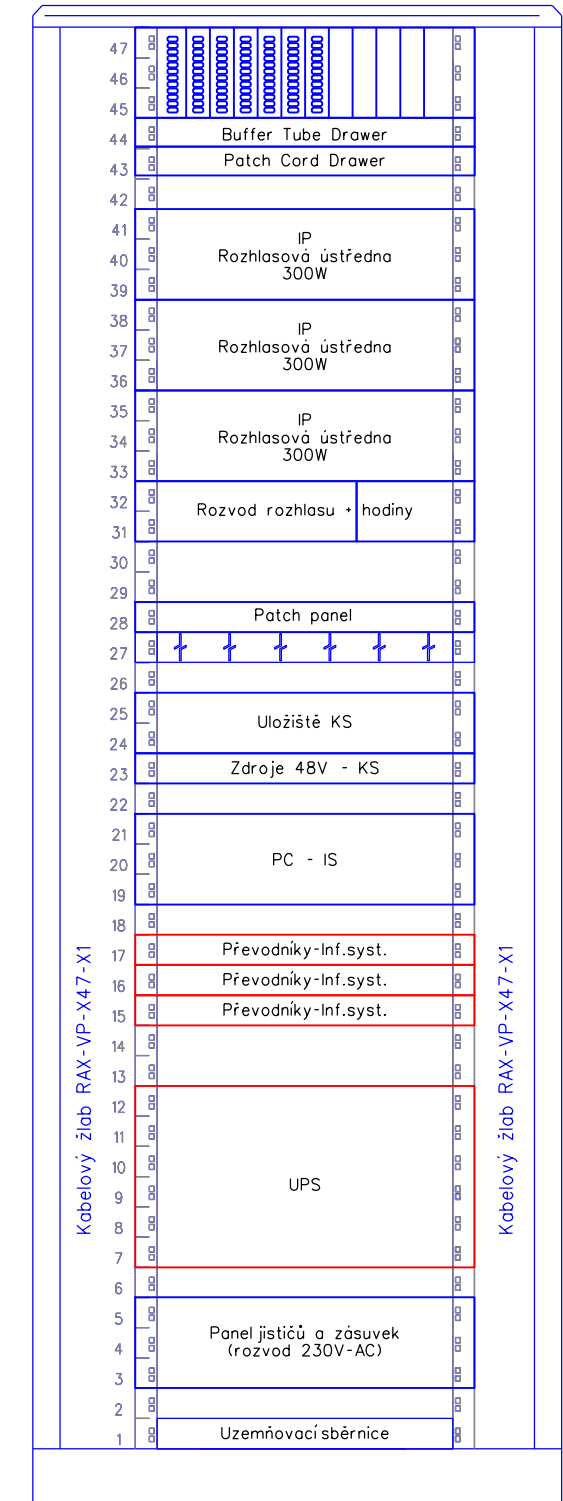 47
46
45
44
Buffer Tube Drawer
43
Patch Cord Drawer
42
41
IP
40
Rozhlasová ústředna
300W
39
38
IP
37
Rozhlasová ústředna
300W
36
35
IP
34
Rozhlasová ústředna
300W
33
32
Rozvod rozhlasu + hodiny
31
30
29
28
Patch panel
27
26
25
Uložiště KS
24
23
Zdroje 48V - KS
22
21
20
PC - IS
19
18
17
Převodníky-Inf.syst.
16
Převodníky-Inf.syst.
15
Převodníky-Inf.syst.
14
13
12
11
10
9
UPS
8
7
6
5
Panel jističů a zásuvek
4
(rozvod 230V-AC)
3
2
1
Uzemňovací sběrnice
Kabelový žlab RAX-VP-X47-X1
Kabelový žlab RAX-VP-X47-X1